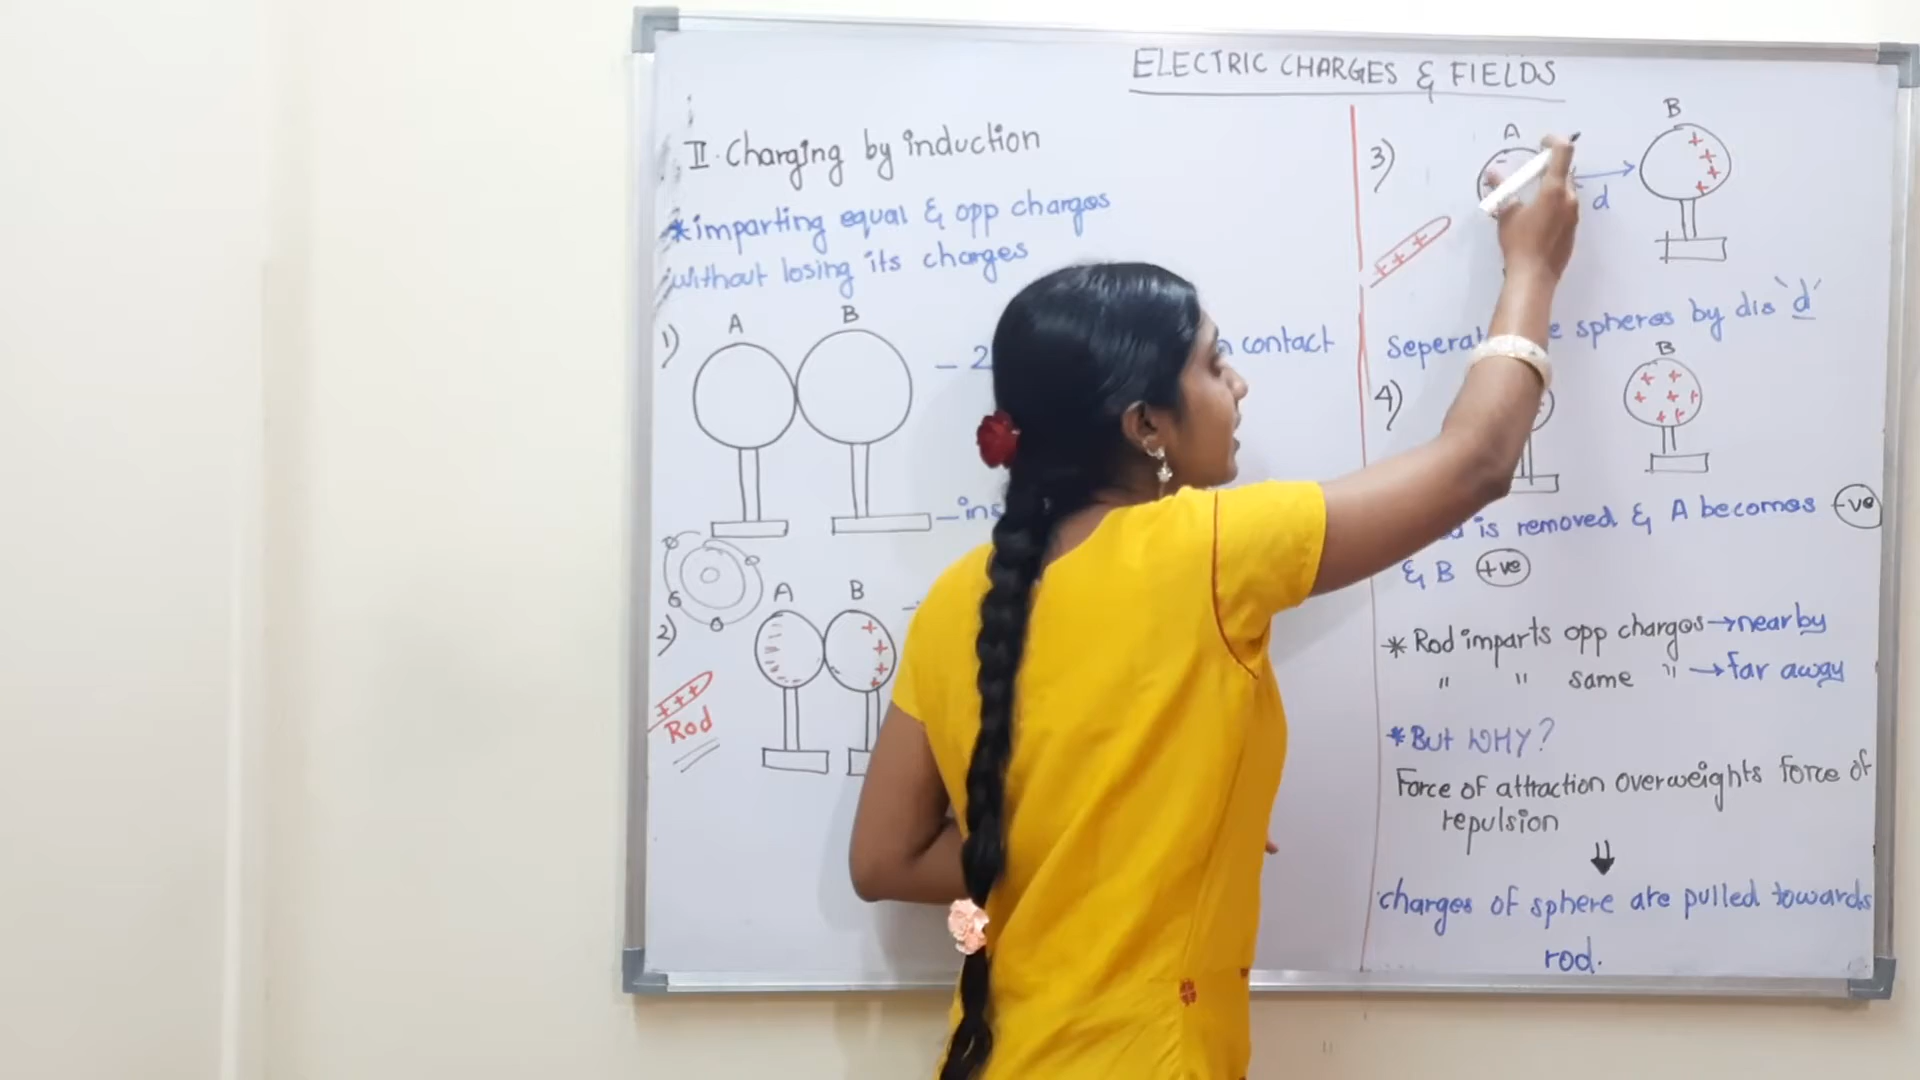 ELECTRIC CHARGES & FIELDS
II. Charging by induction
*imparting equal & opp charges
without losing its charges
1)
A
B
- 2
contact
- ins
2)
A
B
+ + + +
+++
Rod
3)
A
B
+ + + +
+++
d
Seperat e spheres by dis 'd'
4)
B
+ + + + + + + +
is removed & A becomes -ve
& B +ve
* Rod imparts opp charges → nearby
" " same " → far away
* But WHY?
Force of attraction overweights force of
repulsion
⇓
charges of sphere are pulled towards
rod.